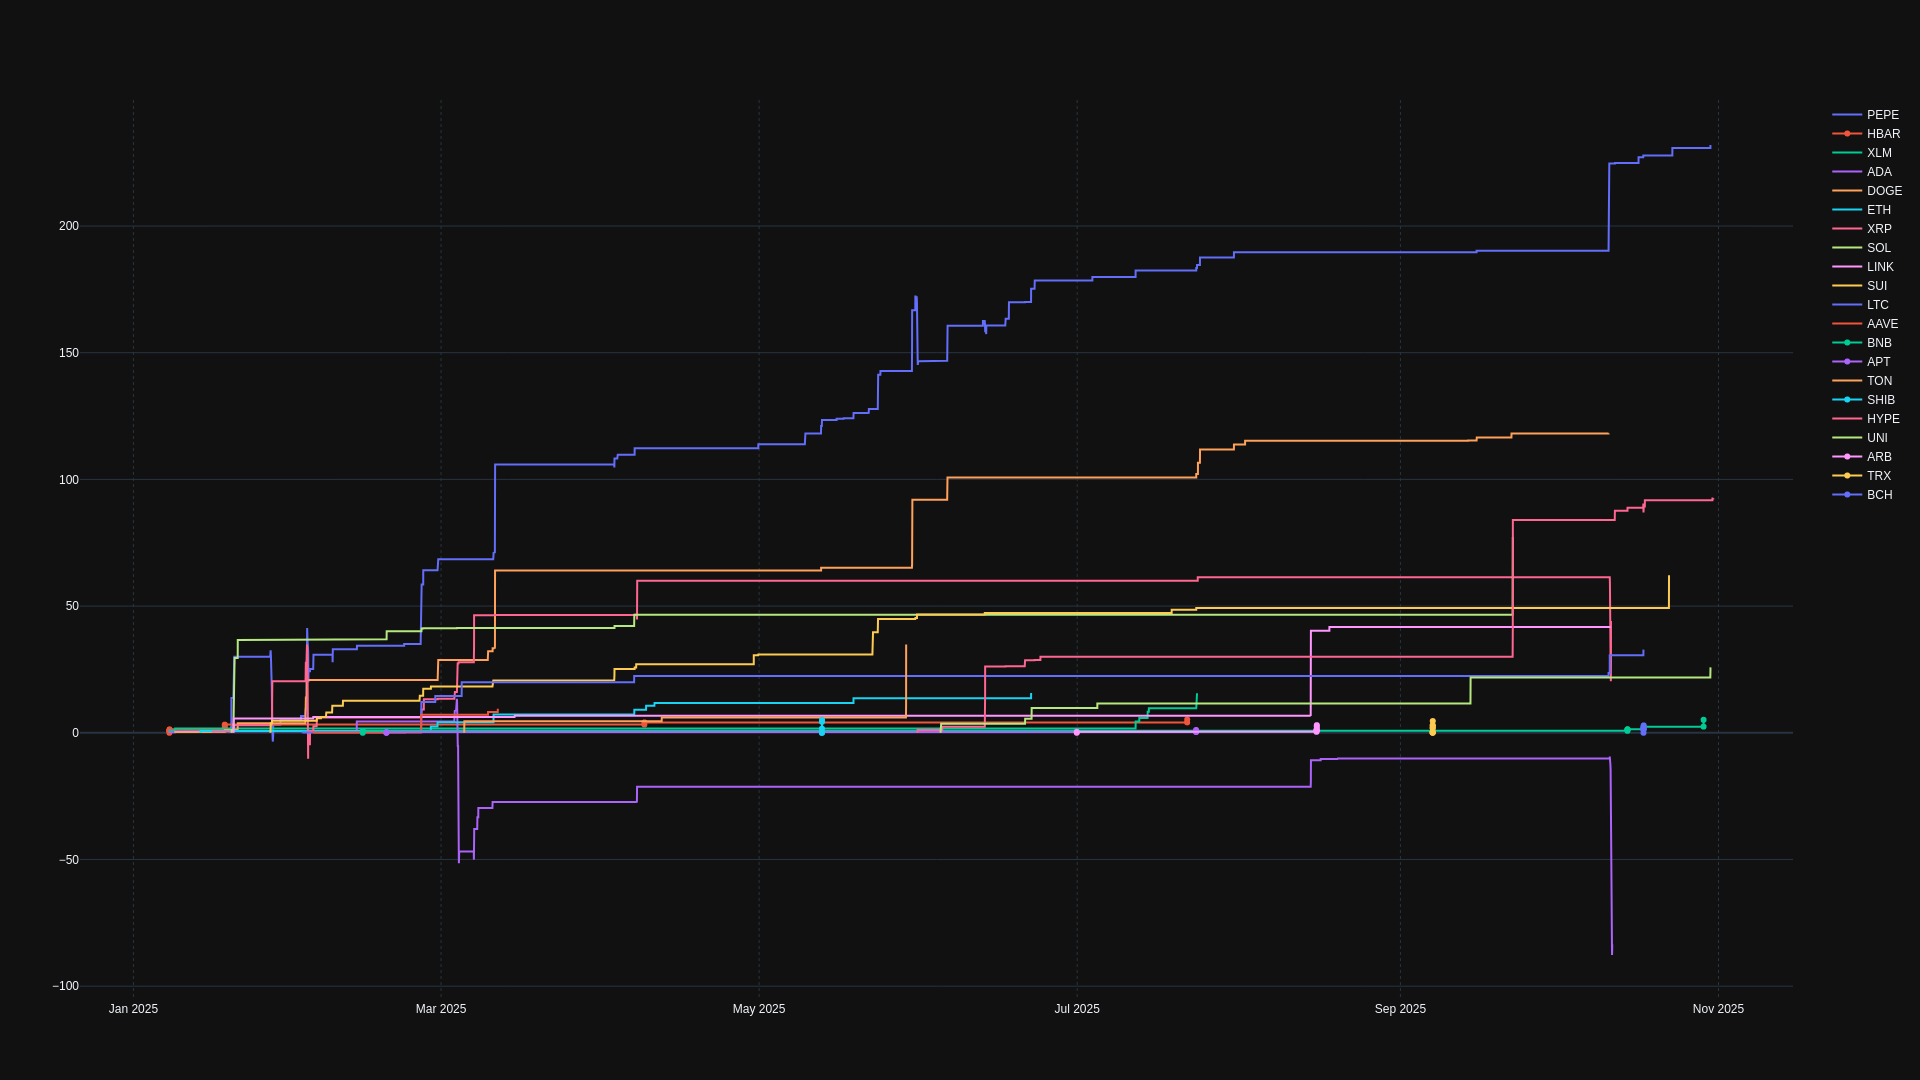 200
150
100
50
0
−50
−100
Jan 2025
Mar 2025
May 2025
Jul 2025
Sep 2025
Nov 2025
PEPE
HBAR
XLM
ADA
DOGE
ETH
XRP
SOL
LINK
SUI
LTC
AAVE
BNB
APT
TON
SHIB
HYPE
UNI
ARB
TRX
BCH